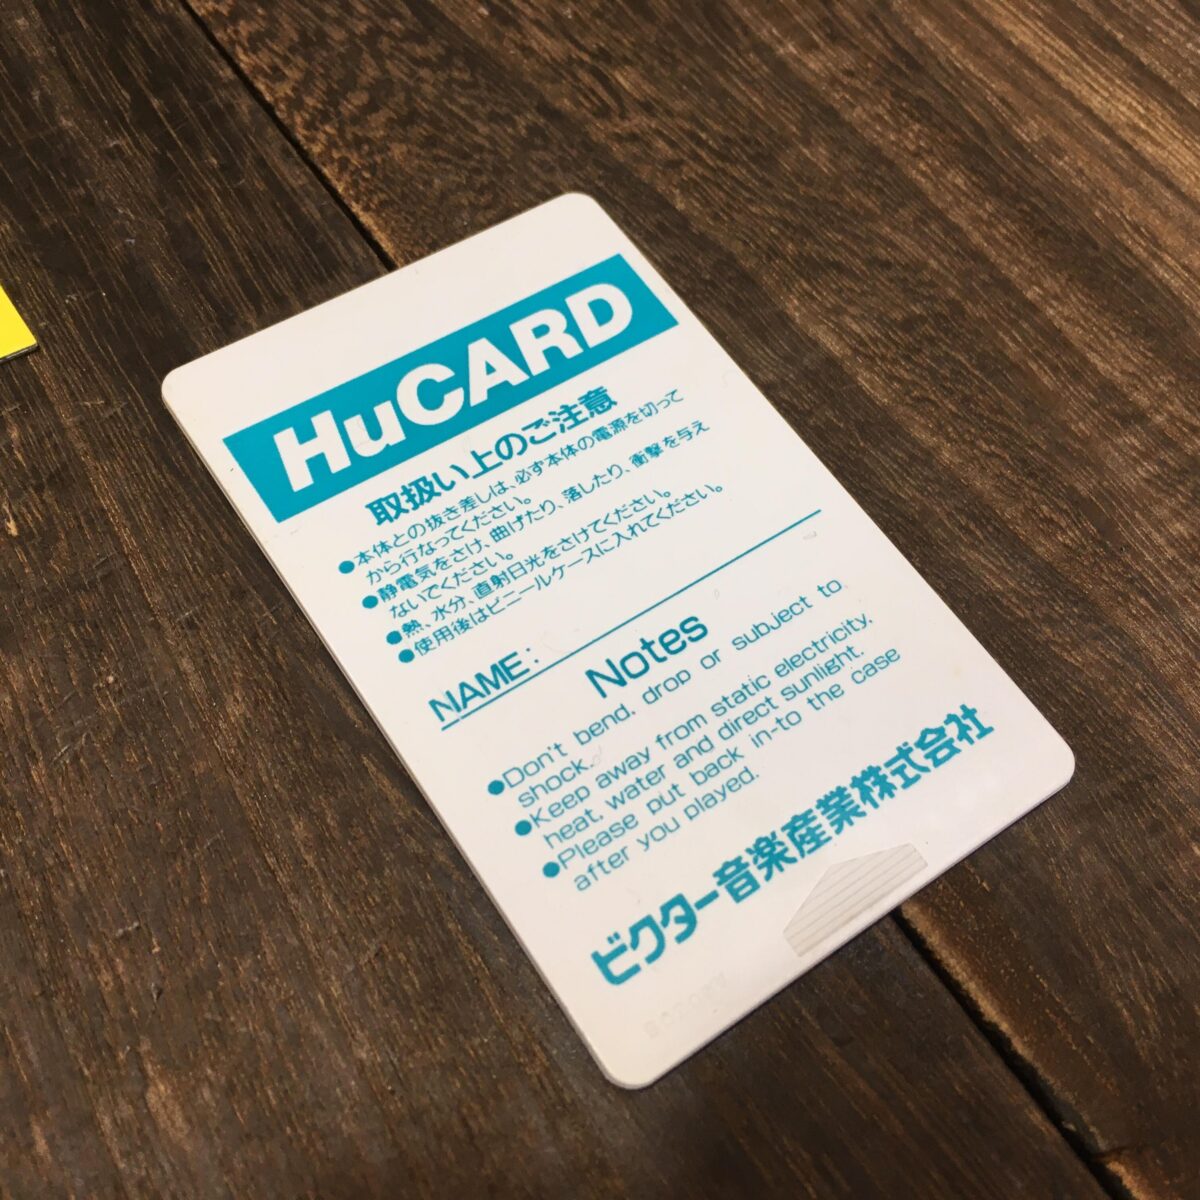 HuCARD
取扱い上のご注意
●本体との抜き差しは、必ず本体の電源を切って
から行なってください。
●静電気をさけ、曲げたり、落したり、衝撃を与え
ないでください。
●熱、水分、直射日光をさけてください。
●使用後はビニールケースに入れてください。
NAME:
Notes
●Don't bend, drop or subject to
shock.
●Keep away from static electricity,
heat, water and direct sunlight.
●Please put back in-to the case
after you played.
ビクター音楽産業株式会社